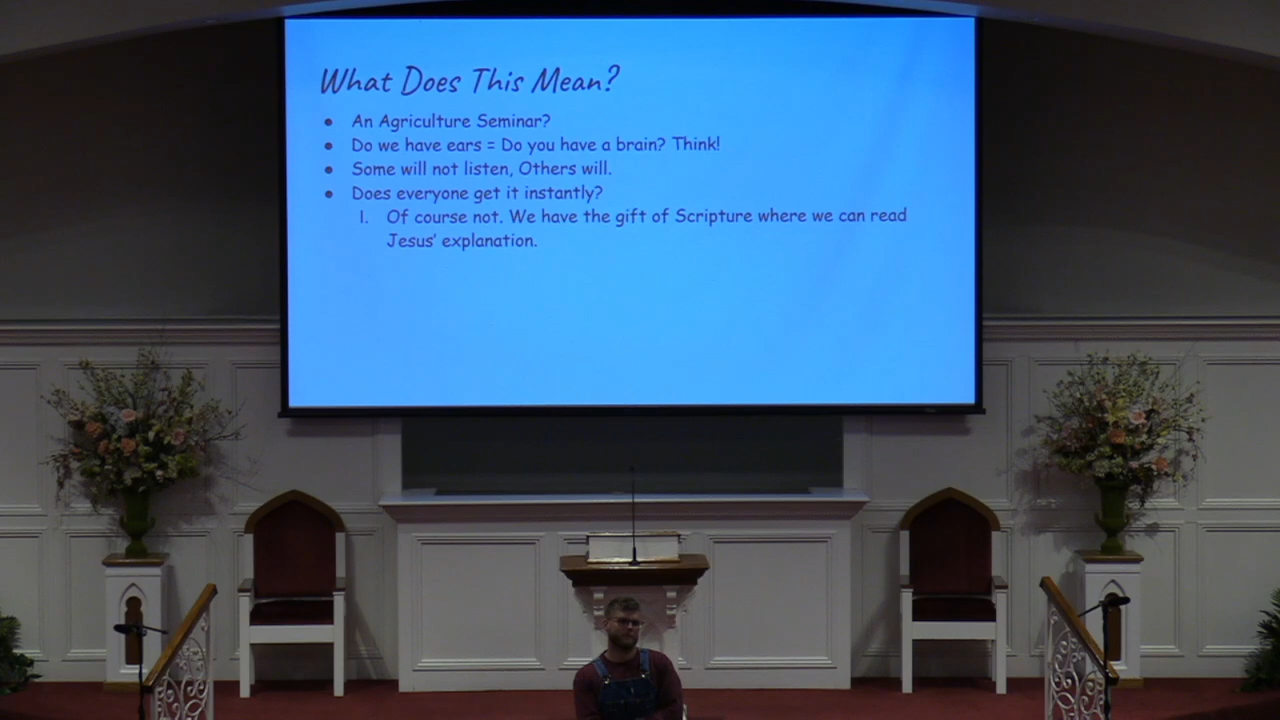 What Does This Mean?
● An Agriculture Seminar?
● Do we have ears = Do you have a brain? Think!
● Some will not listen, Others will.
● Does everyone get it instantly?
I. Of course not. We have the gift of Scripture where we can read
Jesus' explanation.